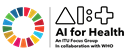 AI for Health
An ITU Focus Group
In collaboration with WHO